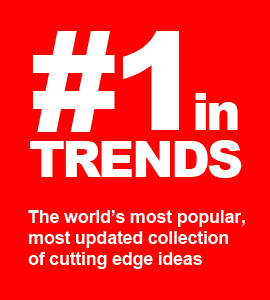 #1 in
TRENDS
The world's most popular,
most updated collection
of cutting edge ideas